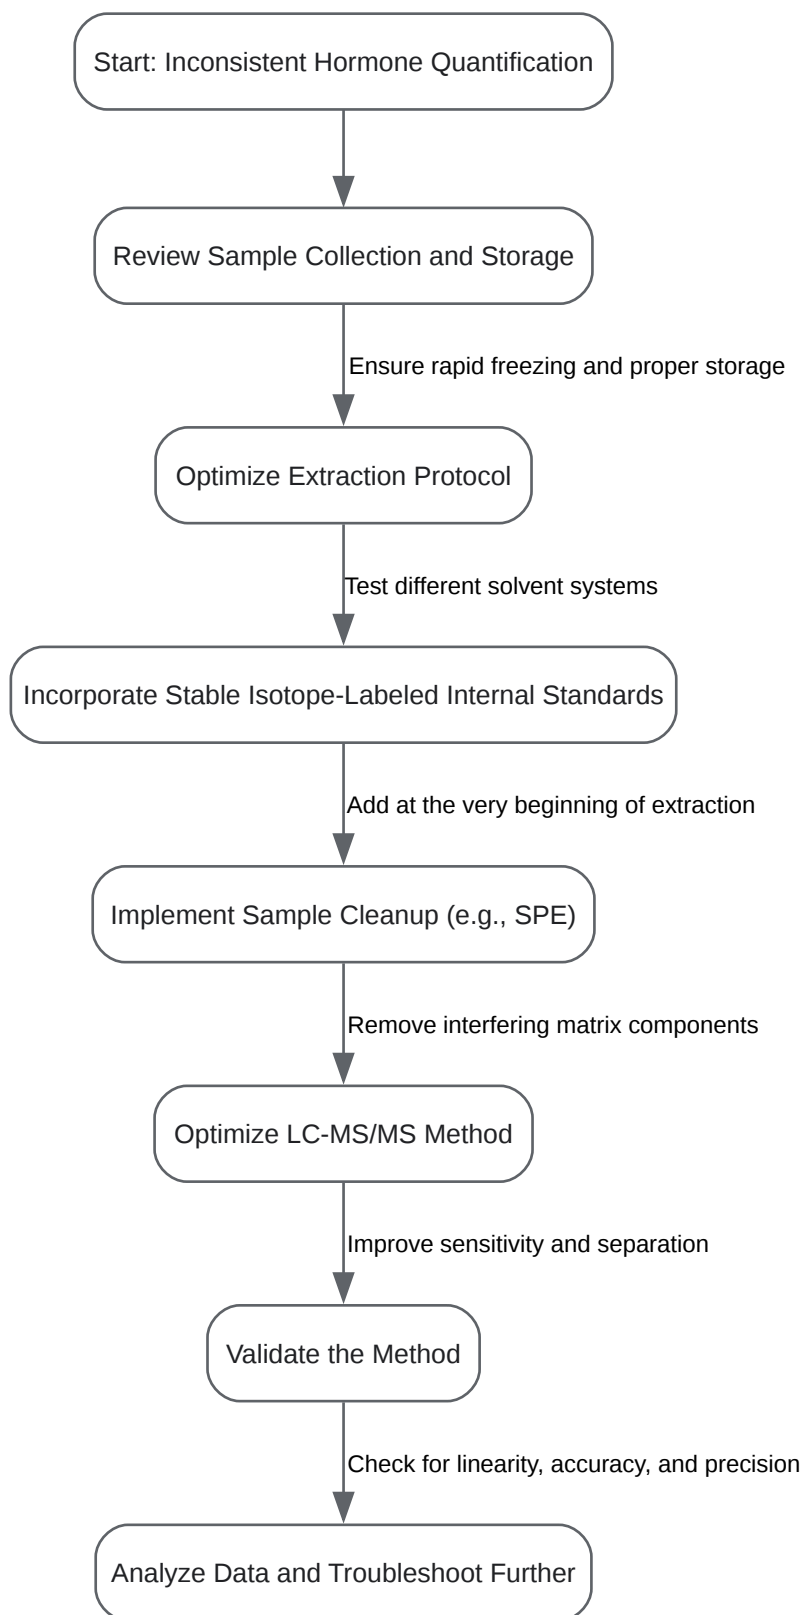 Start: Inconsistent Hormone Quantification
Review Sample Collection and Storage
Ensure rapid freezing and proper storage
Optimize Extraction Protocol
Test different solvent systems
Incorporate Stable Isotope-Labeled Internal Standards
Add at the very beginning of extraction
Implement Sample Cleanup (e.g., SPE)
Remove interfering matrix components
Optimize LC-MS/MS Method
Improve sensitivity and separation
Validate the Method
Check for linearity, accuracy, and precision
Analyze Data and Troubleshoot Further